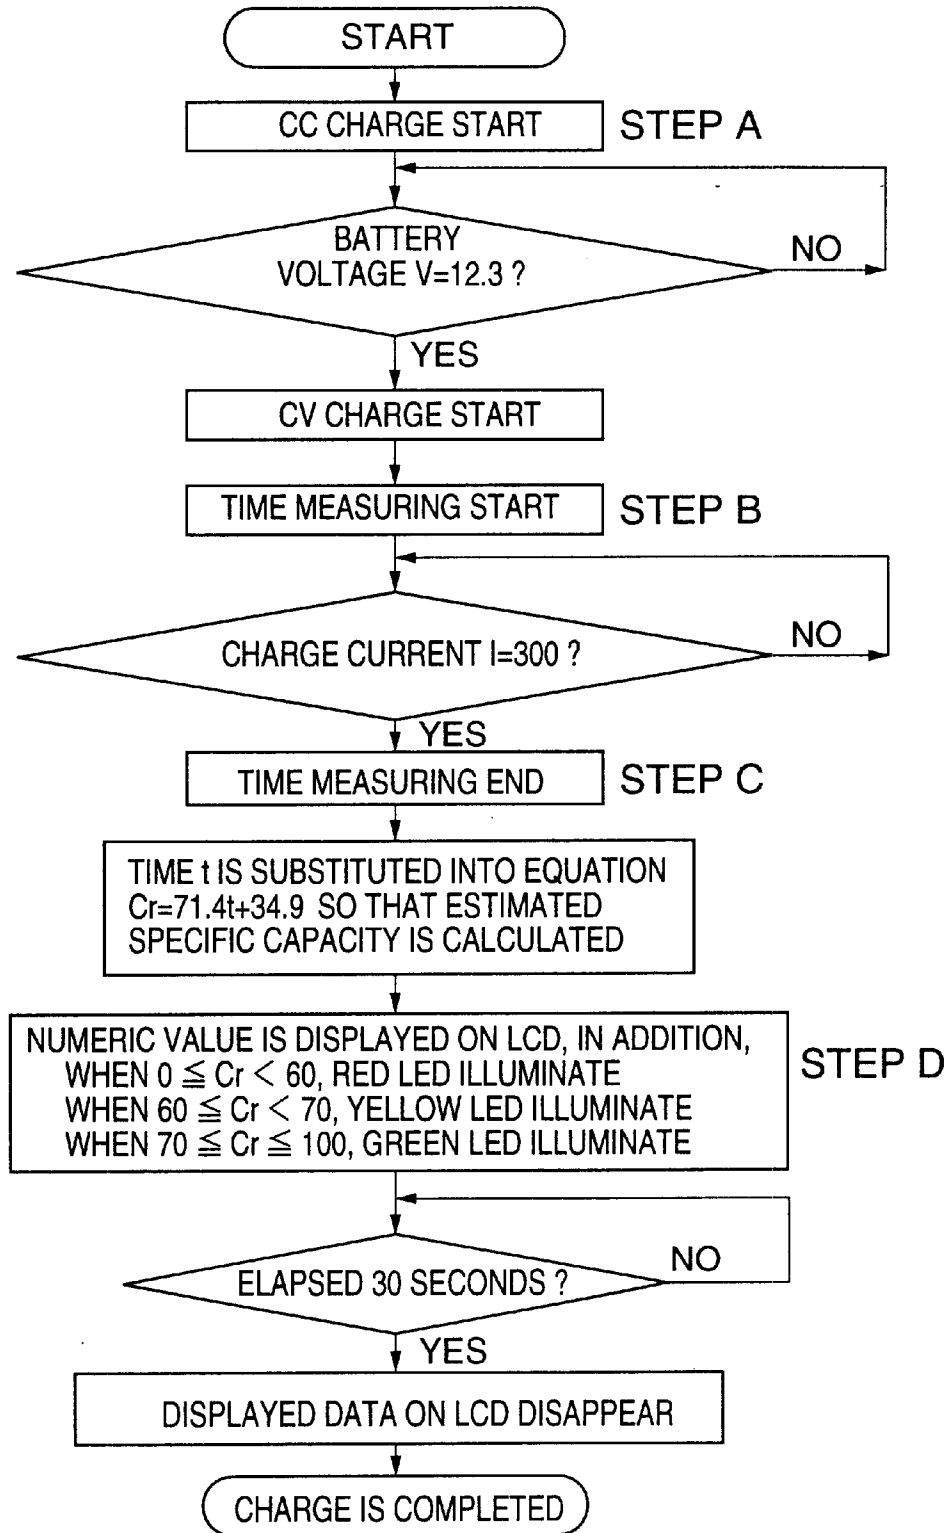 START
CC CHARGE START
STEP A
BATTERY
VOLTAGE V=12.3 ?
NO
YES
CV CHARGE START
TIME MEASURING START
STEP B
CHARGE CURRENT I=300 ?
NO
YES
TIME MEASURING END
STEP C
TIME t IS SUBSTITUTED INTO EQUATION
Cr=71.4t+34.9 SO THAT ESTIMATED
SPECIFIC CAPACITY IS CALCULATED
NUMERIC VALUE IS DISPLAYED ON LCD, IN ADDITION,
WHEN 0 ≦ Cr < 60, RED LED ILLUMINATE
WHEN 60 ≦ Cr < 70, YELLOW LED ILLUMINATE
WHEN 70 ≦ Cr ≦ 100, GREEN LED ILLUMINATE
STEP D
ELAPSED 30 SECONDS ?
NO
YES
DISPLAYED DATA ON LCD DISAPPEAR
CHARGE IS COMPLETED